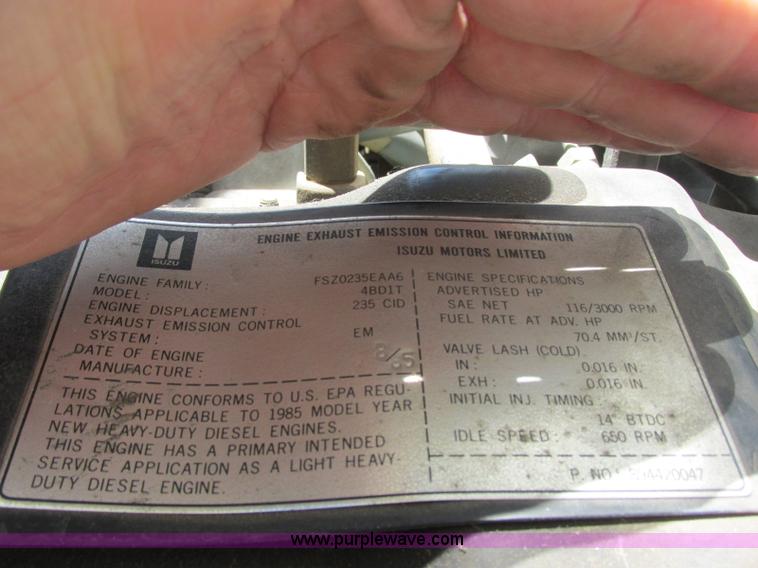 ISUZU
ENGINE EXHAUST EMISSION CONTROL INFORMATION
ISUZU MOTORS LIMITED
ENGINE FAMILY: FSZ0235EAA6
MODEL: 4BD1T
ENGINE DISPLACEMENT: 235 CID
EXHAUST EMISSION CONTROL
SYSTEM: EM
DATE OF ENGINE
MANUFACTURE:
THIS ENGINE CONFORMS TO U.S. EPA REGU-
LATIONS APPLICABLE TO 1985 MODEL YEAR
NEW HEAVY-DUTY DIESEL ENGINES.
THIS ENGINE HAS A PRIMARY INTENDED
SERVICE APPLICATION AS A LIGHT HEAVY-
DUTY DIESEL ENGINE.
ENGINE SPECIFICATIONS
ADVERTISED HP
SAE NET 116/3000 RPM
FUEL RATE AT ADV. HP
70.4 MM³/ST.
VALVE LASH (COLD)
IN: 0.016 IN.
EXH: 0.016 IN.
INITIAL INJ. TIMING
14° BTDC
IDLE SPEED: 650 RPM
P. NO.
www.purplewave.com